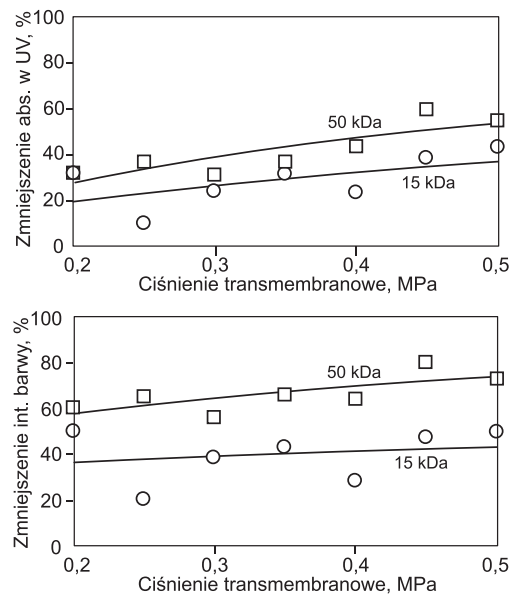 Zmniejszenie abs. w UV, %
100
80
60
40
20
0
50 kDa
15 kDa
0,2
0,3
0,4
0,5
Ciśnienie transmembranowe, MPa
Zmniejszenie int. barwy, %
100
80
60
40
20
0
50 kDa
15 kDa
0,2
0,3
0,4
0,5
Ciśnienie transmembranowe, MPa